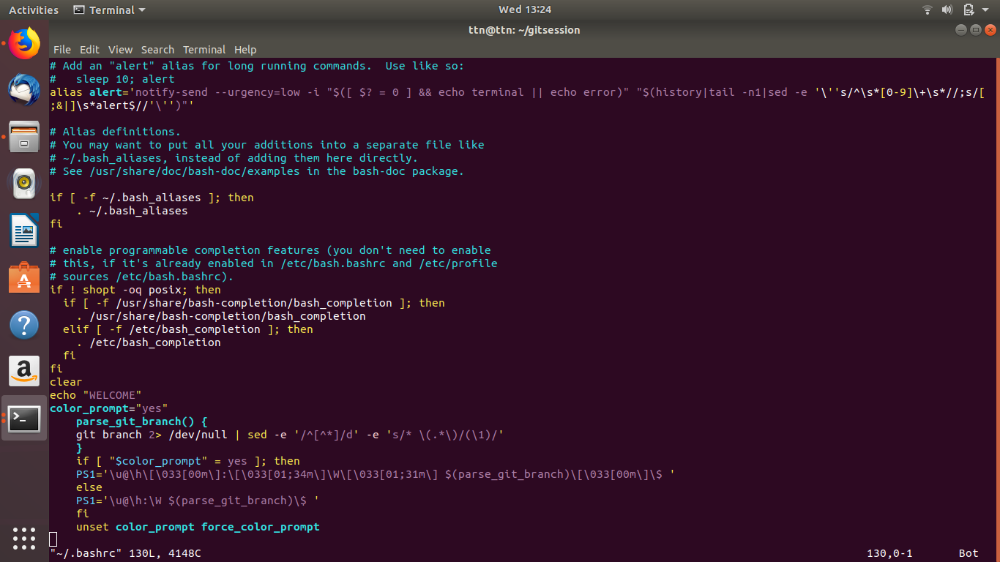 Activities Terminal Wed 13:24
ttn@ttn: ~/gitsession
File Edit View Search Terminal Help
# Add an "alert" alias for long running commands.  Use like so:
#   sleep 10; alert
alias alert='notify-send --urgency=low -i "$([ $? = 0 ] && echo terminal || echo error)" "$(history|tail -n1|sed -e '\''s/^\s*[0-9]\+\s*//;s/[
;&|]\s*alert$//'\'')"'

# Alias definitions.
# You may want to put all your additions into a separate file like
# ~/.bash_aliases, instead of adding them here directly.
# See /usr/share/doc/bash-doc/examples in the bash-doc package.

if [ -f ~/.bash_aliases ]; then
    . ~/.bash_aliases
fi

# enable programmable completion features (you don't need to enable
# this, if it's already enabled in /etc/bash.bashrc and /etc/profile
# sources /etc/bash.bashrc).
if ! shopt -oq posix; then
  if [ -f /usr/share/bash-completion/bash_completion ]; then
    . /usr/share/bash-completion/bash_completion
  elif [ -f /etc/bash_completion ]; then
    . /etc/bash_completion
  fi
fi
clear
echo "WELCOME"
color_prompt="yes"
    parse_git_branch() {
    git branch 2> /dev/null | sed -e '/^[^*]/d' -e 's/* \(.*\)/(\1)/'
    }
    if [ "$color_prompt" = yes ]; then
    PS1='\u@\h\[\033[00m\]:\[\033[01;34m\]\W\[\033[01;31m\] $(parse_git_branch)\[\033[00m\]\$ '
    else
    PS1='\u@\h:\W $(parse_git_branch)\$ '
    fi
    unset color_prompt force_color_prompt

"~/.bashrc" 130L, 4148C 130,0-1 Bot